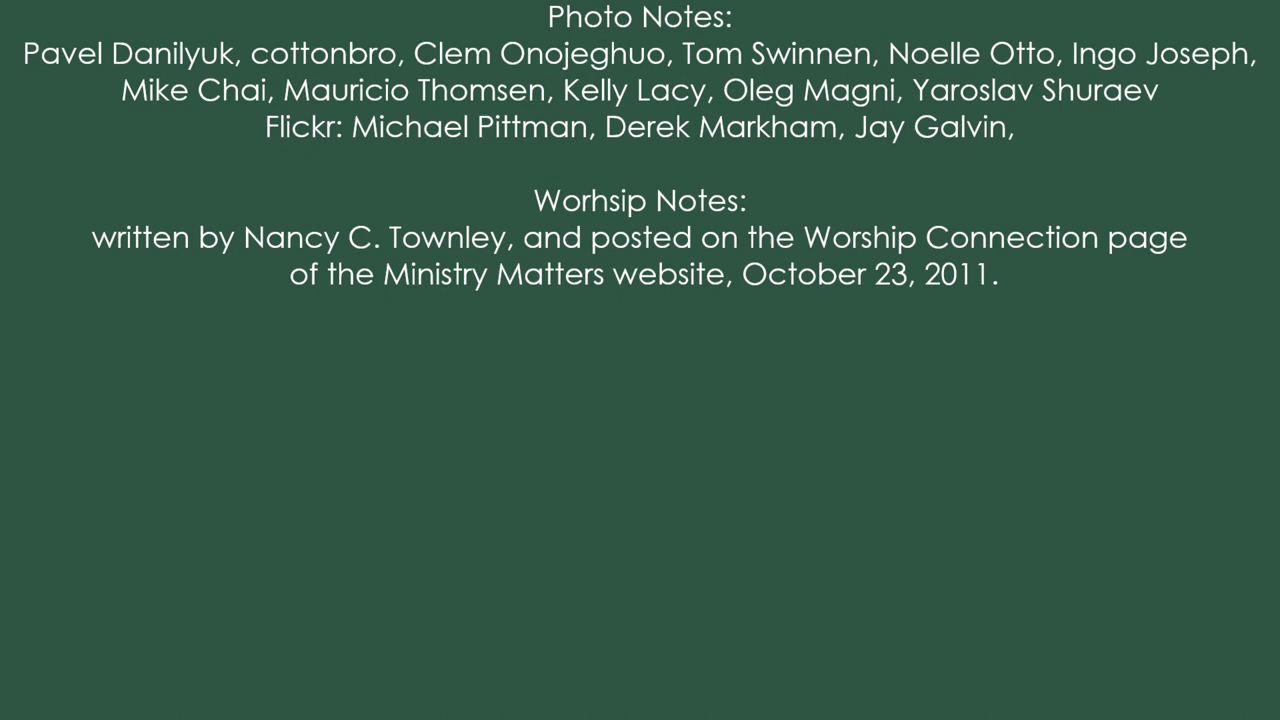 Photo Notes:
Pavel Danilyuk, cottonbro, Clem Onojeghuo, Tom Swinnen, Noelle Otto, Ingo Joseph,
Mike Chai, Mauricio Thomsen, Kelly Lacy, Oleg Magni, Yaroslav Shuraev
Flickr: Michael Pittman, Derek Markham, Jay Galvin,
Worhsip Notes:
written by Nancy C. Townley, and posted on the Worship Connection page
of the Ministry Matters website, October 23, 2011.